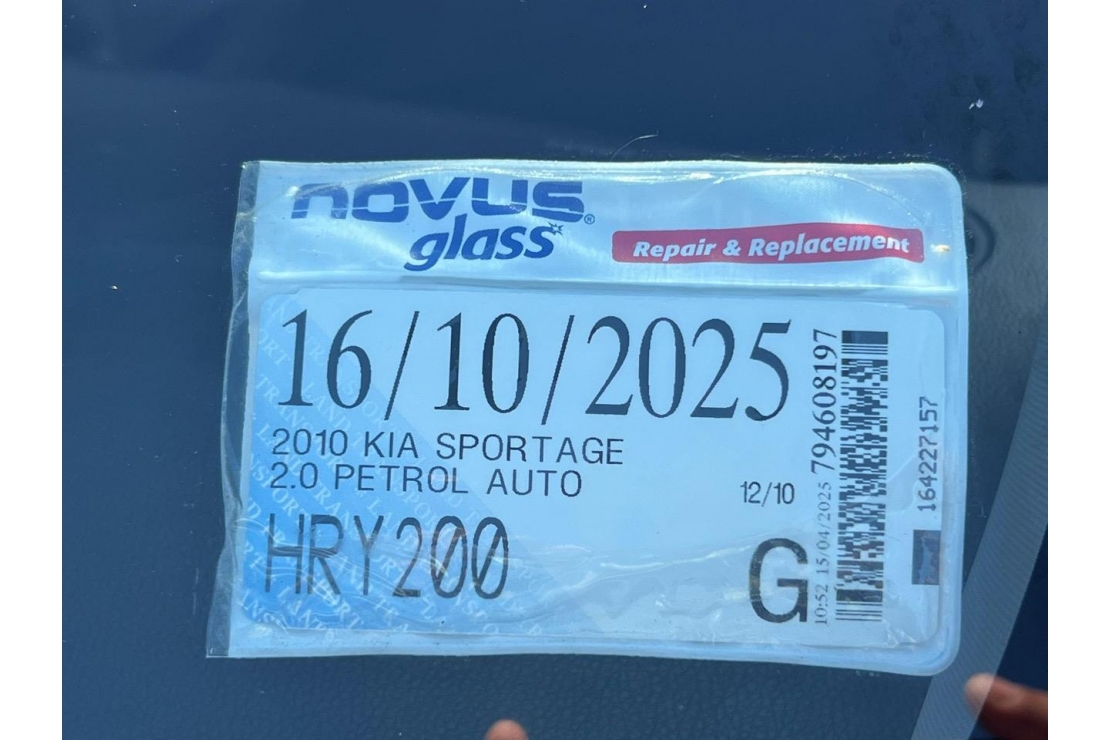 novus®
glass
Repair & Replacement
16/10/2025
2010 KIA SPORTAGE
2.0 PETROL AUTO
12/10
HRY200
G
10:52 15/04/2025 794608197
164227157